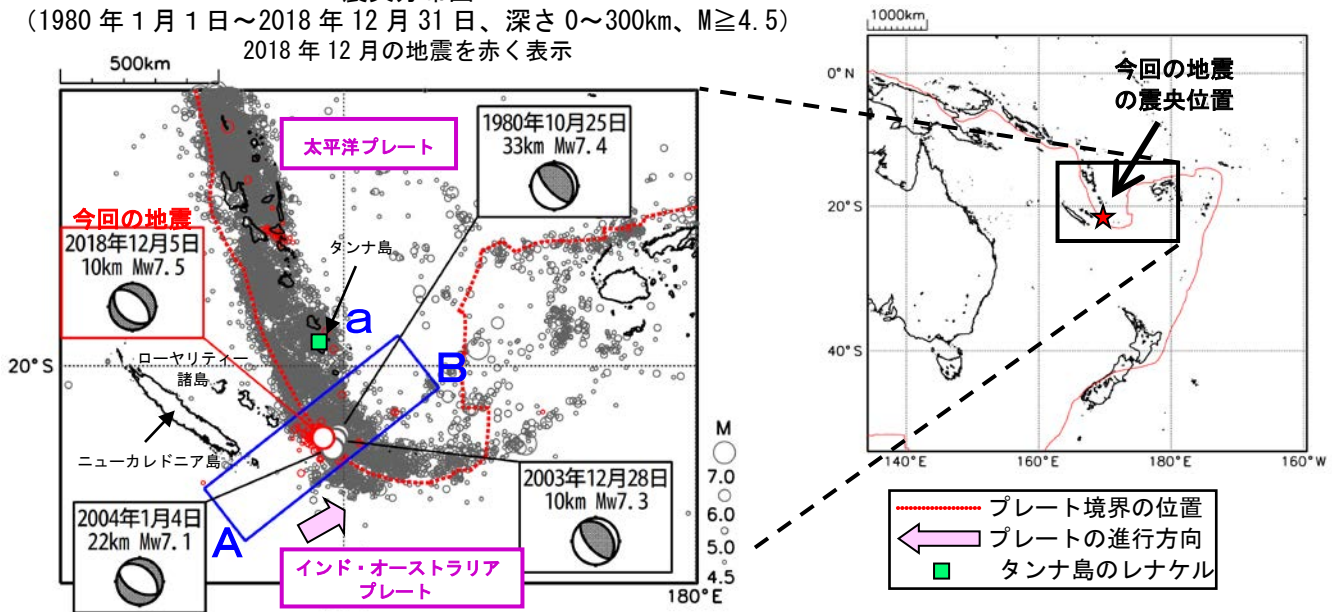 （1980年１月１日～2018年12月31日、深さ0～300km、M≧4.5）
2018年12月の地震を赤く表示
500km
太平洋プレート
1980年10月25日
33km Mw7.4
今回の地震
2018年12月5日
10km Mw7.5
タンナ島
a
B
20°S
ローヤリティー
諸島
ニューカレドニア島
2004年1月4日
22km Mw7.1
A
2003年12月28日
10km Mw7.3
インド・オーストラリア
プレート
180°E
M
7.0
6.0
5.0
4.5
1000km
今回の地震
の震央位置
0°N
20°S
40°S
140°E
160°E
180°E
160°W
プレート境界の位置
プレートの進行方向
タンナ島のレナケル